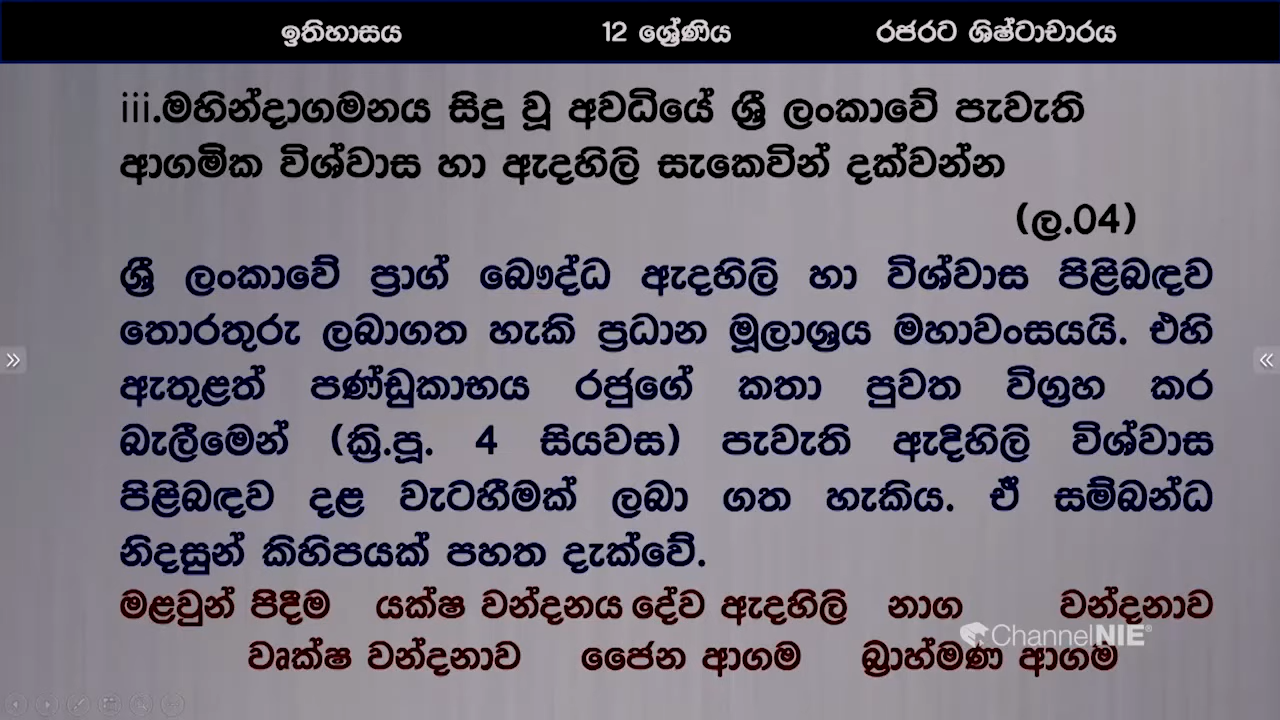 ඉතිහාසය 12 ශ්‍රේණිය රජරට ශිෂ්ටාචාරය
iii.මහින්දාගමනය සිදු වූ අවධියේ ශ්‍රී ලංකාවේ පැවැති
ආගමික විශ්වාස හා ඇදහිලි සැකෙවින් දක්වන්න
(ල.04)
ශ්‍රී ලංකාවේ ප්‍රාග් බෞද්ධ ඇදහිලි හා විශ්වාස පිළිබඳව
තොරතුරු ලබාගත හැකි ප්‍රධාන මූලාශ්‍රය මහාවංසයයි. එහි
ඇතුළත් පණ්ඩුකාභය රජුගේ කතා පුවත විග්‍රහ කර
බැලීමෙන් (ක්‍රි.පූ. 4 සියවස) පැවැති ඇදිහිලි විශ්වාස
පිළිබඳව දළ වැටහීමක් ලබා ගත හැකිය. ඒ සම්බන්ධ
නිදසුන් කිහිපයක් පහත දැක්වේ.
මළවුන් පිදීම යක්ෂ වන්දනය දේව ඇදහිලි නාග වන්දනාව
ChannelNIE
වෘක්ෂ වන්දනාව ජෛන ආගම බ්‍රාහ්මණ ආගම